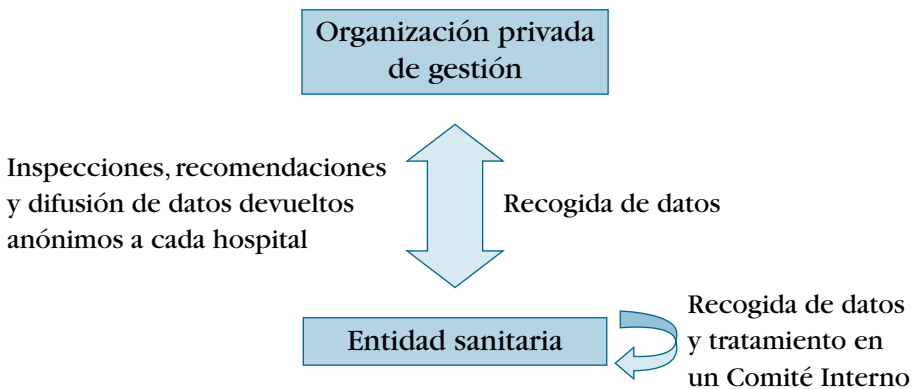 Organización privada
de gestión
Inspecciones, recomendaciones
y difusión de datos devueltos
anónimos a cada hospital
Recogida de datos
Entidad sanitaria
Recogida de datos
y tratamiento en
un Comité Interno